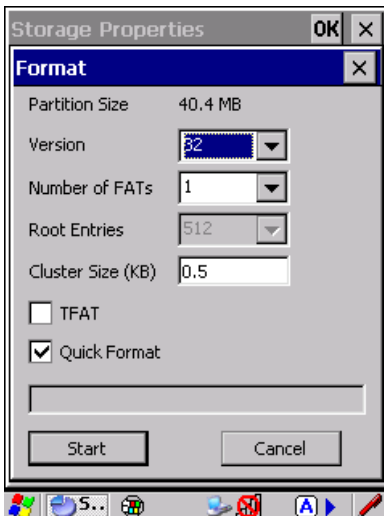 Storage Properties OK ×
Format ×
Partition Size 40.4 MB
Version 32
Number of FATs 1
Root Entries 512
Cluster Size (KB) 0.5
TFAT
Quick Format
Start Cancel
S.. A